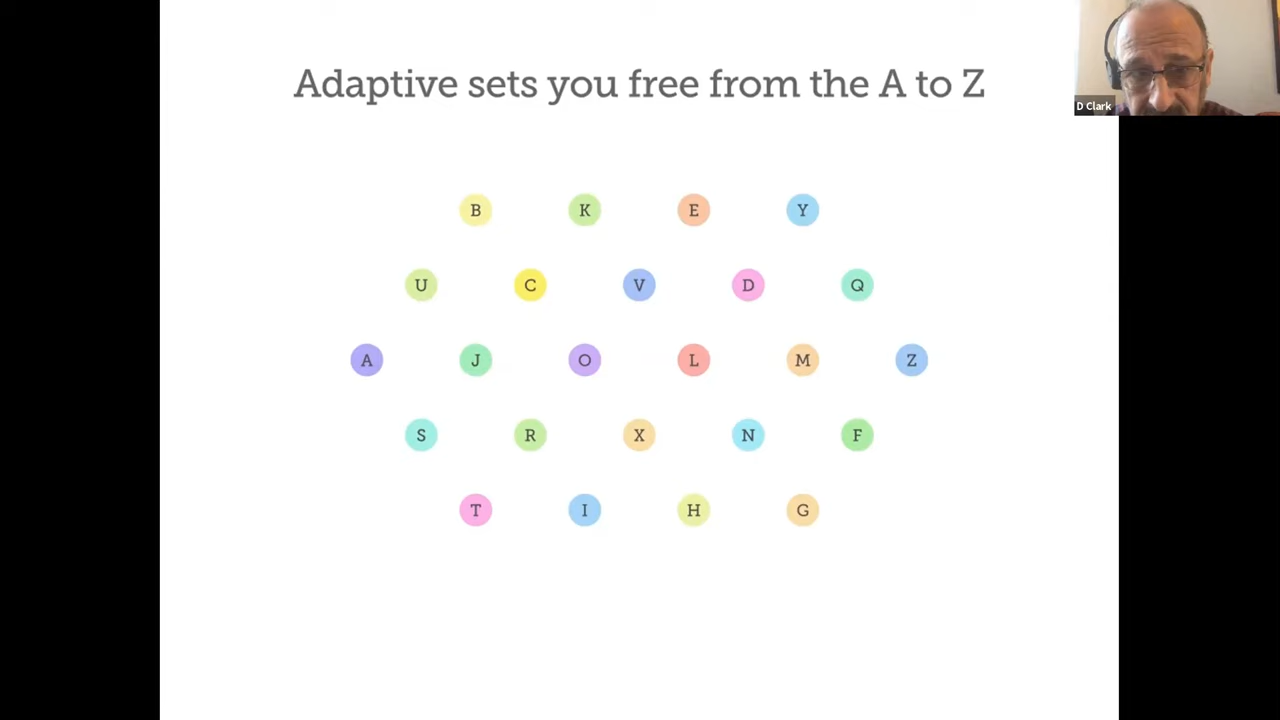 Adaptive sets you free from the A to Z
D Clark
B K E Y
U C V D Q
A J O L M Z
S R X N F
T I H G